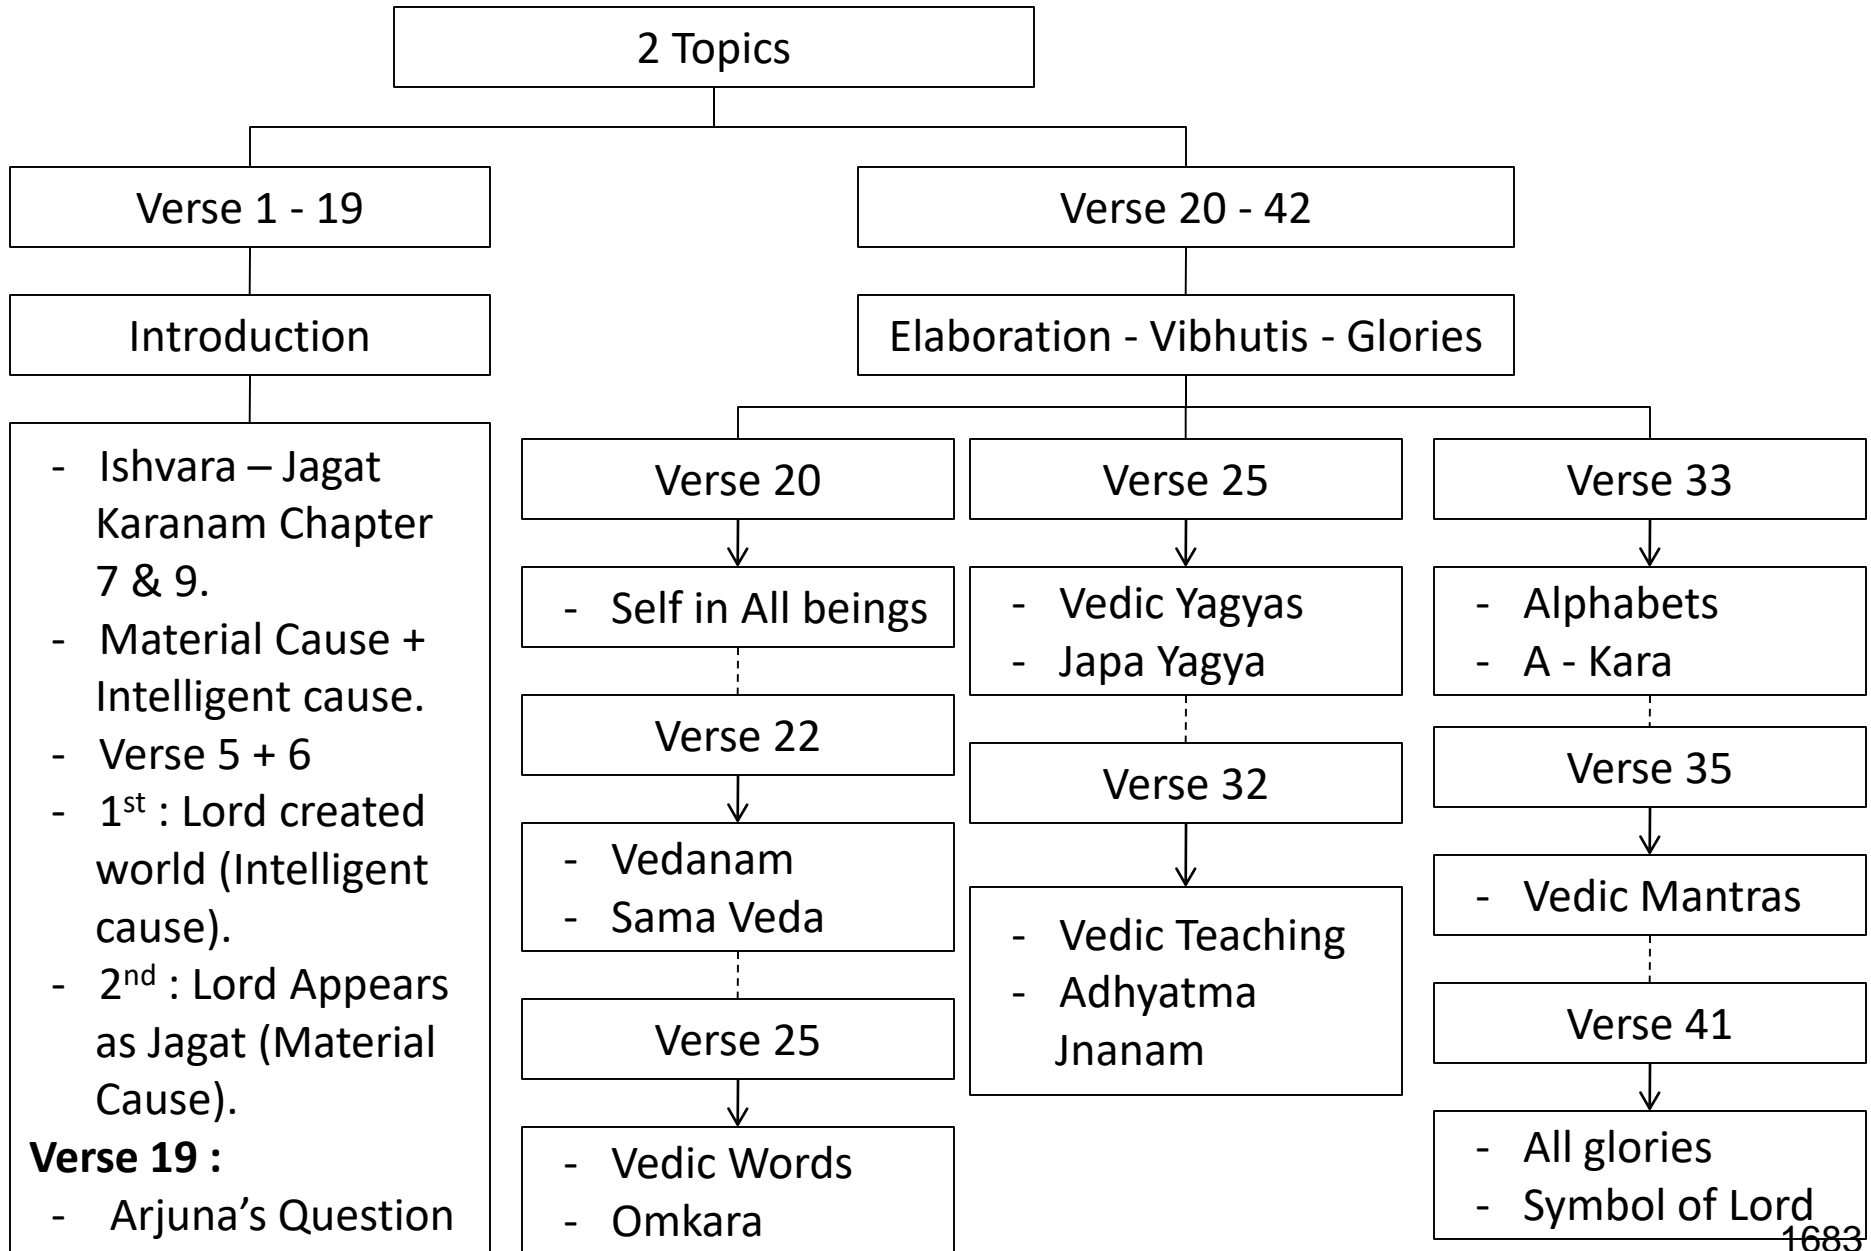 2 Topics
Verse 1 - 19
Introduction
- Ishvara – Jagat
Karanam Chapter
7 & 9.
- Material Cause +
Intelligent cause.
- Verse 5 + 6
- 1st : Lord created
world (Intelligent
cause).
- 2nd : Lord Appears
as Jagat (Material
Cause).
Verse 19 :
- Arjuna’s Question
Verse 20 - 42
Elaboration - Vibhutis - Glories
Verse 20
- Self in All beings
Verse 22
- Vedanam
- Sama Veda
Verse 25
- Vedic Words
- Omkara
Verse 25
- Vedic Yagyas
- Japa Yagya
Verse 32
- Vedic Teaching
- Adhyatma
Jnanam
Verse 33
- Alphabets
- A - Kara
Verse 35
- Vedic Mantras
Verse 41
- All glories
- Symbol of Lord
1683